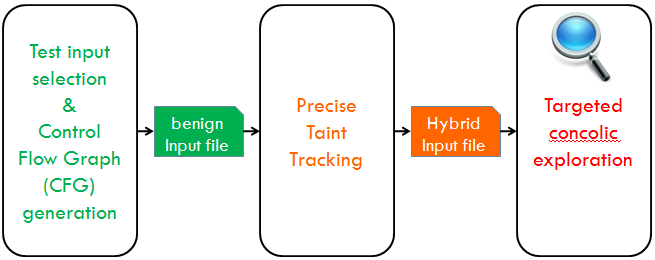 Test input
selection
&
Control
Flow Graph
(CFG)
generation
benign
Input file
Precise
Taint
Tracking
Hybrid
Input file
Targeted
concolic
exploration